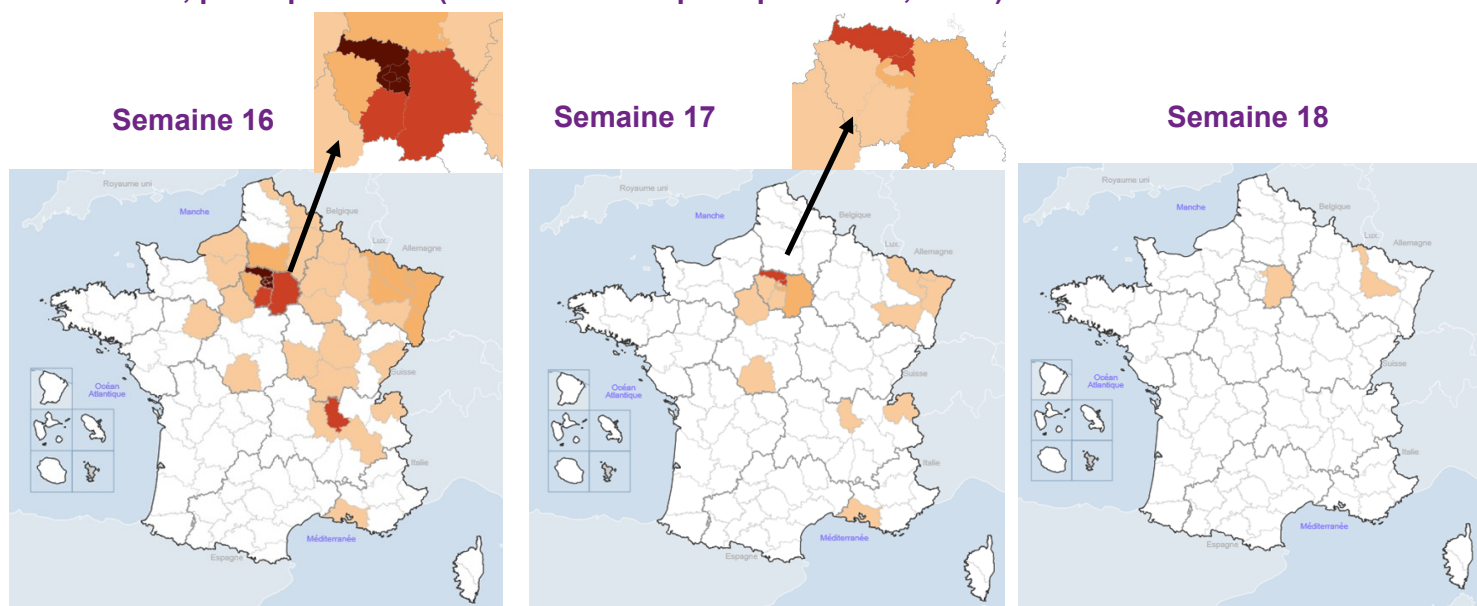 Semaine 16
Semaine 17
Semaine 18
Royaume uni
Manche
Belgique
Lux.
Allemagne
Suisse
Océan
Atlantique
Italie
Méditerranée
Espagne
Royaume uni
Manche
Belgique
Lux.
Allemagne
Suisse
Océan
Atlantique
Italie
Méditerranée
Espagne
Royaume uni
Manche
Belgique
Lux.
Allemagne
Suisse
Océan
Atlantique
Italie
Méditerranée
Espagne